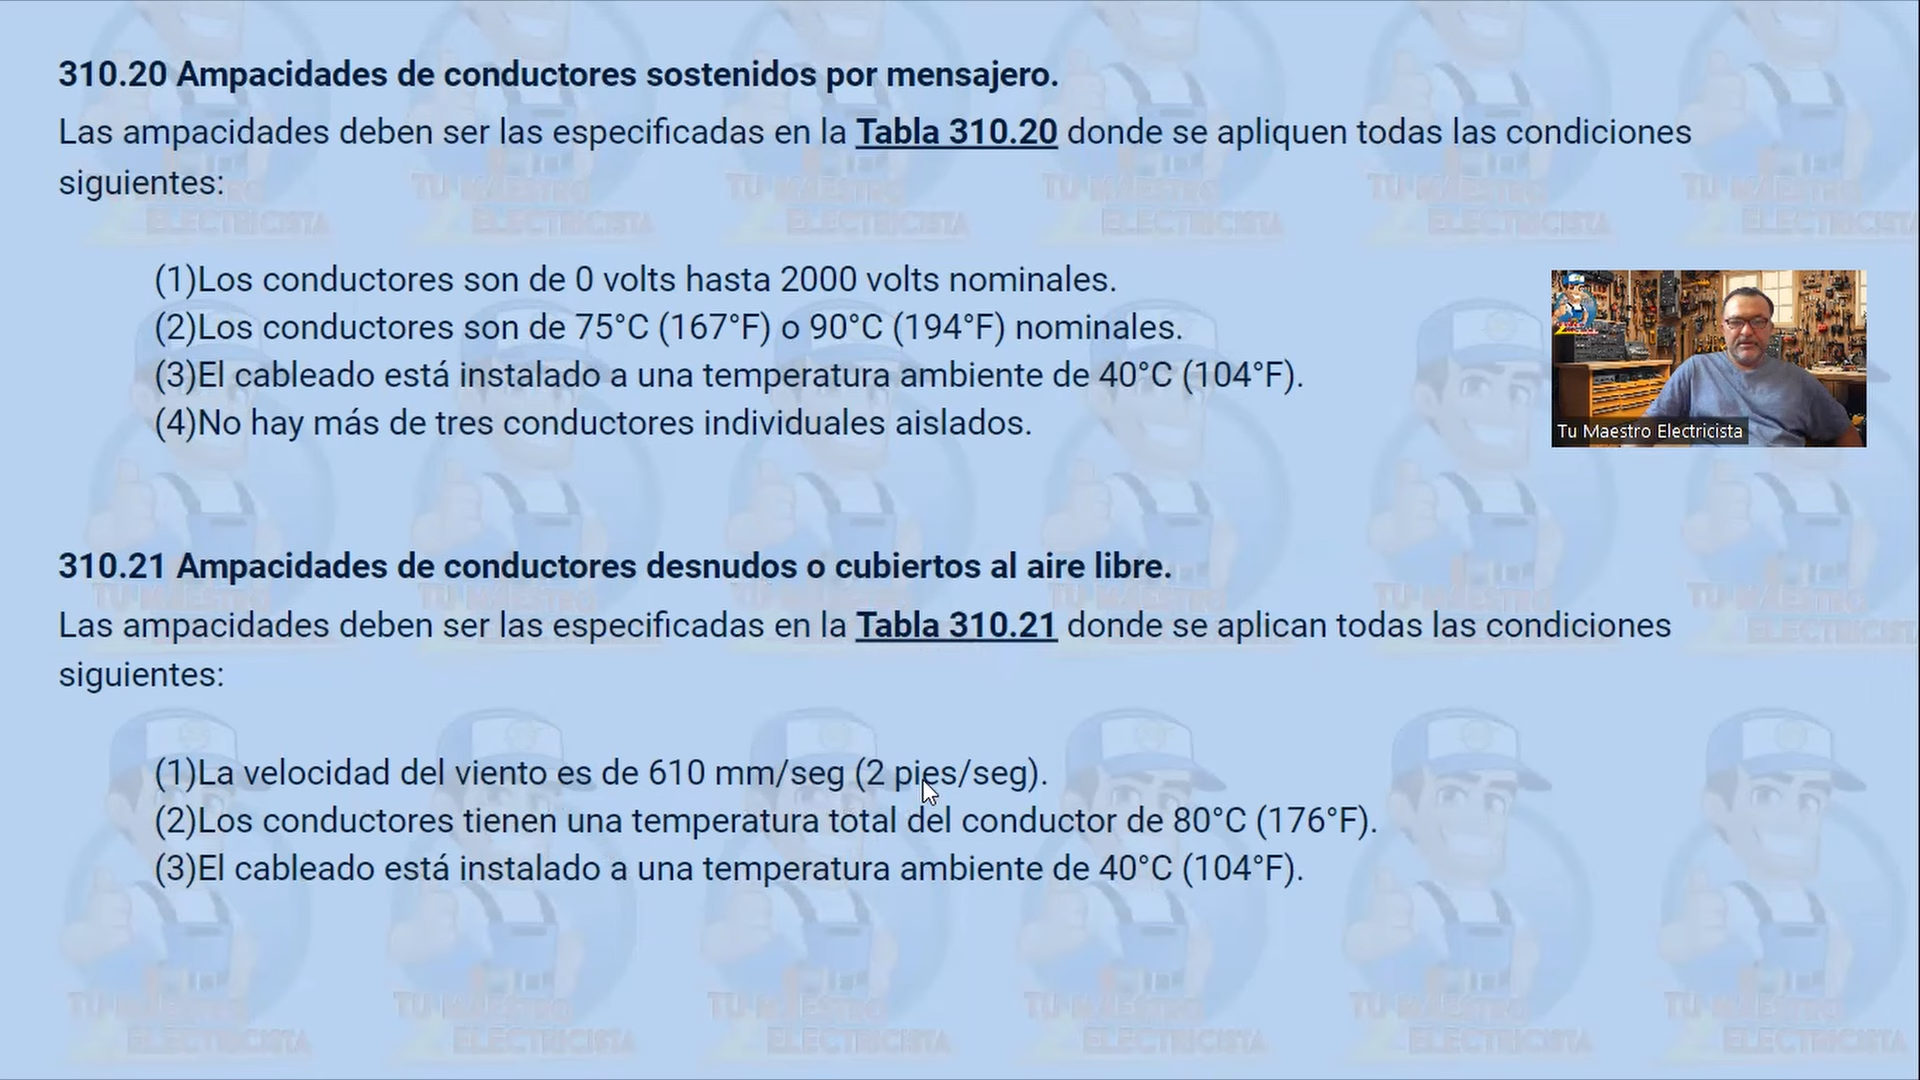 310.20 Ampacidades de conductores sostenidos por mensajero.
Las ampacidades deben ser las especificadas en la Tabla 310.20 donde se apliquen todas las condiciones
siguientes:
(1)Los conductores son de 0 volts hasta 2000 volts nominales.
(2)Los conductores son de 75°C (167°F) o 90°C (194°F) nominales.
(3)El cableado está instalado a una temperatura ambiente de 40°C (104°F).
(4)No hay más de tres conductores individuales aislados.
Tu Maestro Electricista
310.21 Ampacidades de conductores desnudos o cubiertos al aire libre.
Las ampacidades deben ser las especificadas en la Tabla 310.21 donde se aplican todas las condiciones
siguientes:
(1)La velocidad del viento es de 610 mm/seg (2 pies/seg).
(2)Los conductores tienen una temperatura total del conductor de 80°C (176°F).
(3)El cableado está instalado a una temperatura ambiente de 40°C (104°F).
TU MAESTRO
ELECTRICISTA